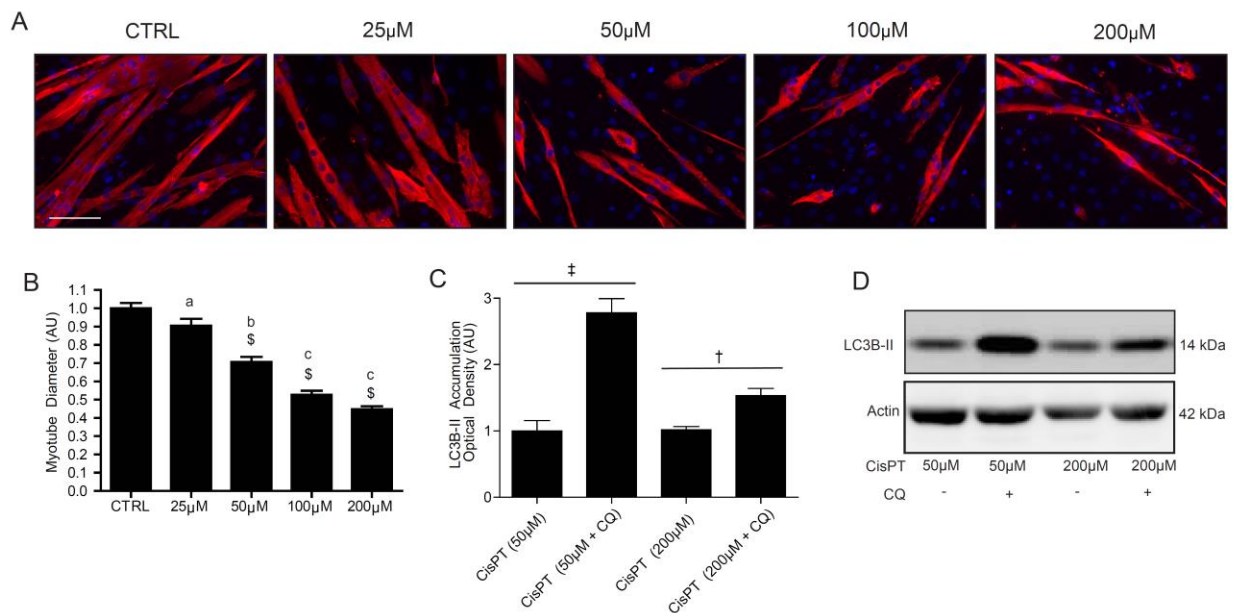 A
CTRL
25µM
50µM
100µM
200µM
B
Myotube Diameter (AU)
1.1
1.0
0.9
0.8
0.7
0.6
0.5
0.4
0.3
0.2
0.1
0.0
a
b
$
c
$
c
$
CTRL
25µM
50µM
100µM
200µM
C
LC3B-II Accumulation
Optical Density (AU)
3
2
1
0
‡
†
CisPT (50µM)
CisPT (50µM + CQ)
CisPT (200µM)
CisPT (200µM + CQ)
D
LC3B-II
14 kDa
Actin
42 kDa
CisPT 50µM 50µM 200µM 200µM
CQ - + - +